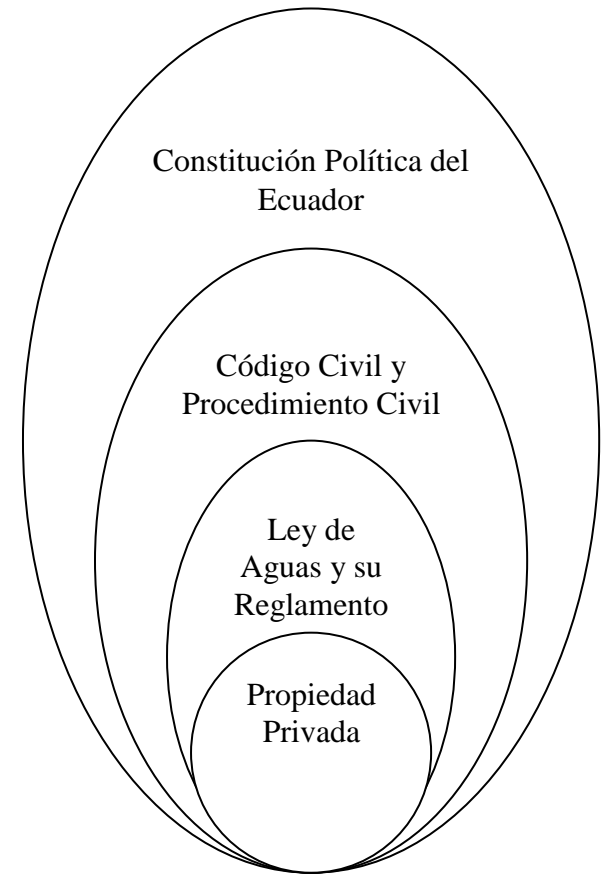 Constitución Política del
Ecuador
Código Civil y
Procedimiento Civil
Ley de
Aguas y su
Reglamento
Propiedad
Privada